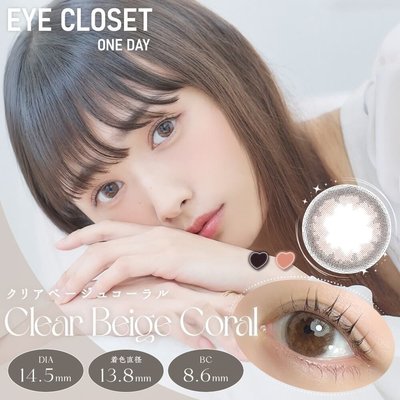 EYE CLOSET
ONE DAY
クリアベージュコーラル
Clear Beige Coral
DIA
14.5mm
着色直径
13.8mm
BC
8.6mm